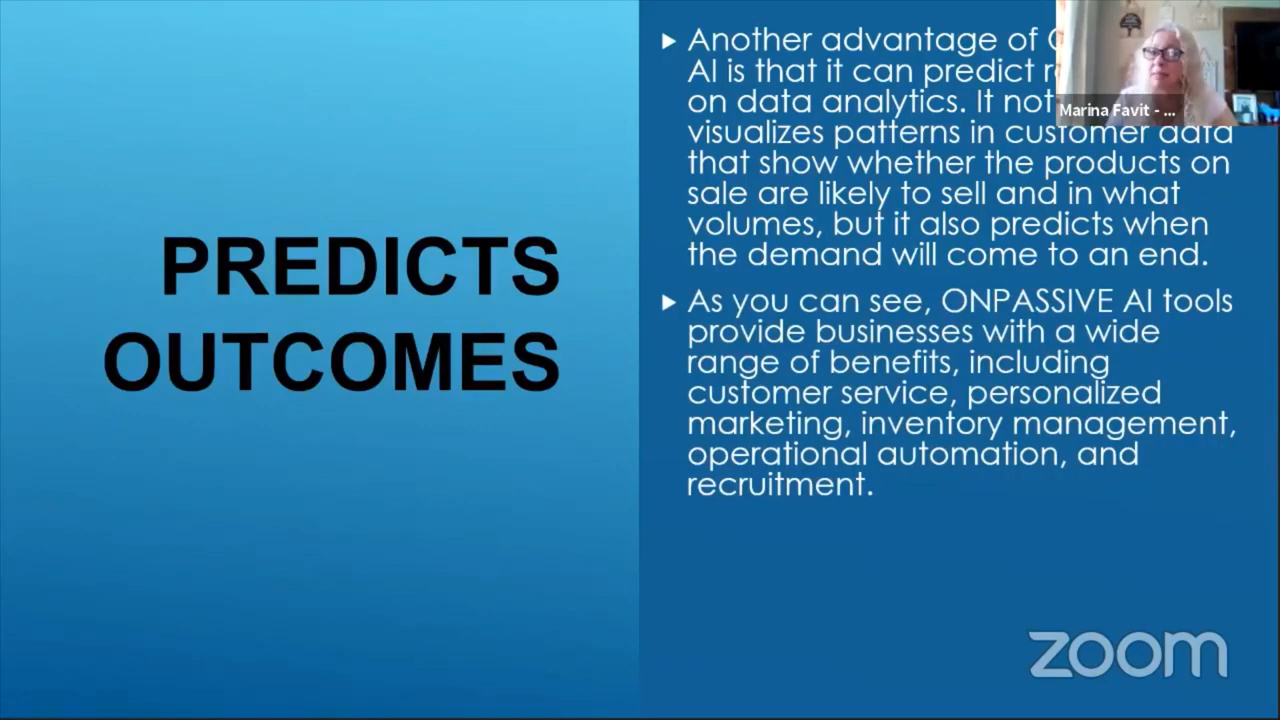 PREDICTS
OUTCOMES
Another advantage of
AI is that it can predict
on data analytics. It not
visualizes patterns in customer data
that show whether the products on
sale are likely to sell and in what
volumes, but it also predicts when
the demand will come to an end.
As you can see, ONPASSIVE AI tools
provide businesses with a wide
range of benefits, including
customer service, personalized
marketing, inventory management,
operational automation, and
recruitment.
Marina Favit - ...
zoom